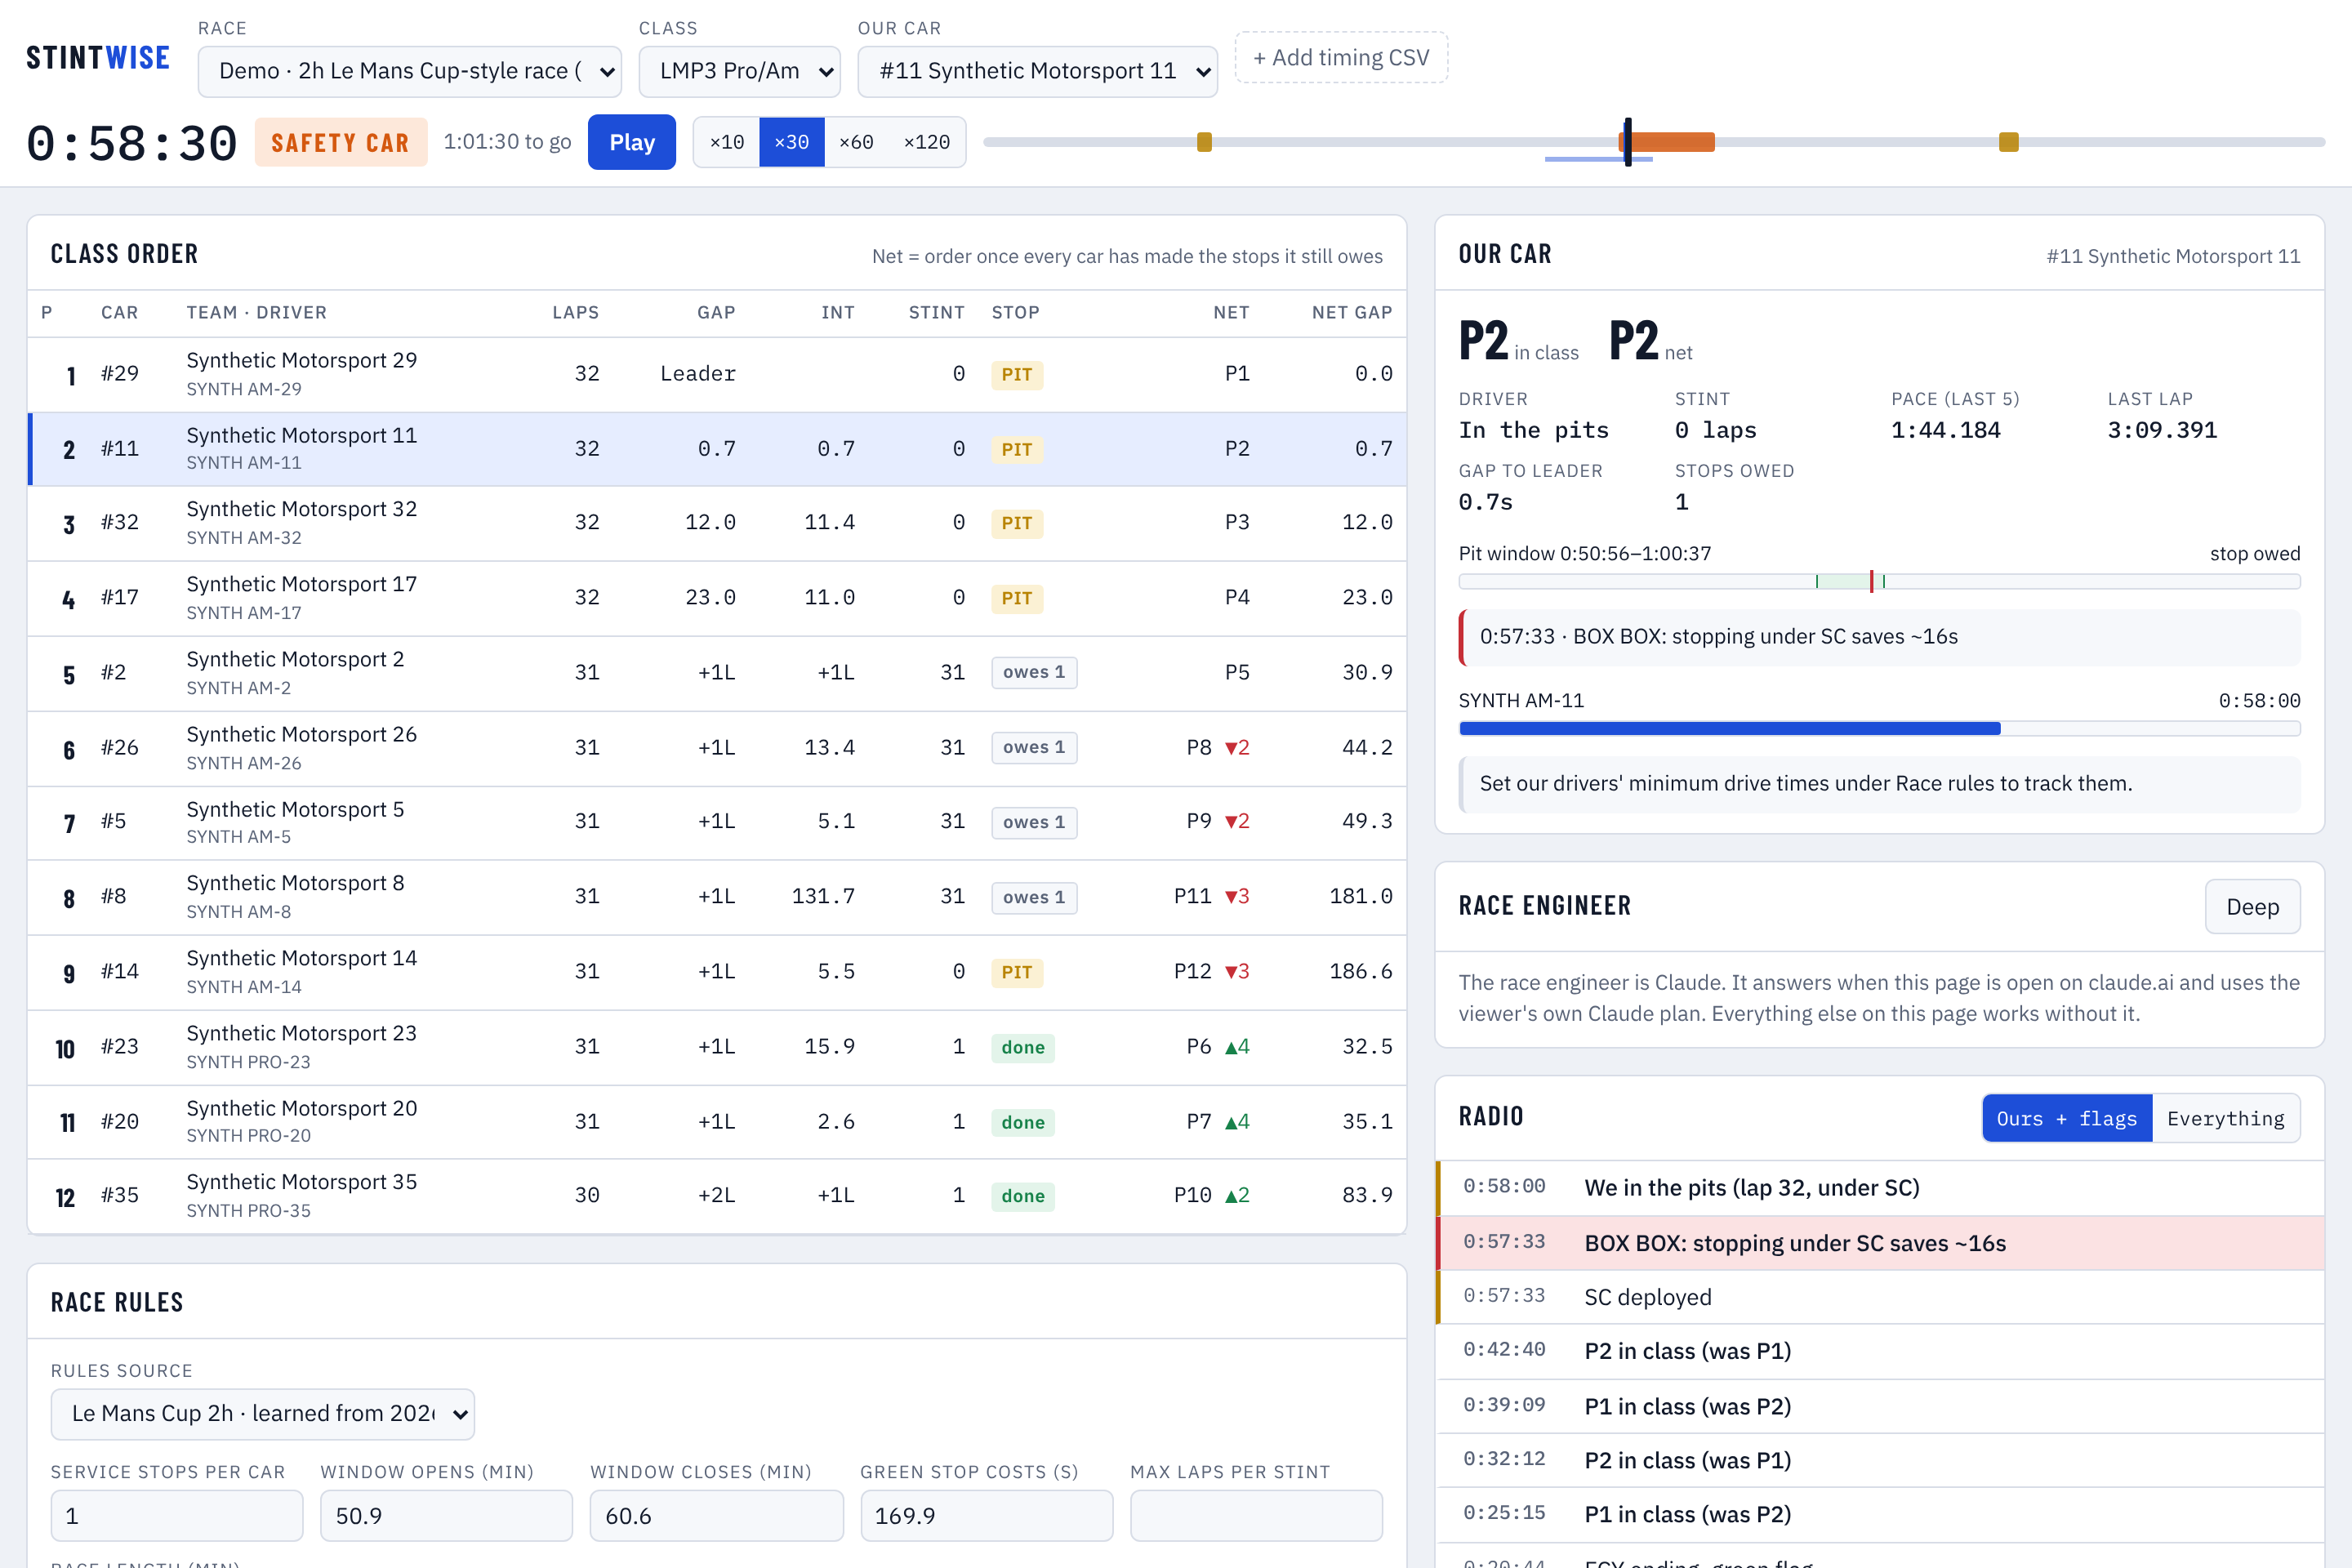 STINTWISE
RACE
Demo · 2h Le Mans Cup-style race (
CLASS
LMP3 Pro/Am
OUR CAR
#11 Synthetic Motorsport 11
+ Add timing CSV
0:58:30
SAFETY CAR
1:01:30 to go
Play
×10 ×30 ×60 ×120
CLASS ORDER
Net = order once every car has made the stops it still owes
P CAR TEAM · DRIVER LAPS GAP INT STINT STOP NET NET GAP
1 #29 Synthetic Motorsport 29 32 Leader 0 PIT P1 0.0
SYNTH AM-29
2 #11 Synthetic Motorsport 11 32 0.7 0.7 0 PIT P2 0.7
SYNTH AM-11
3 #32 Synthetic Motorsport 32 32 12.0 11.4 0 PIT P3 12.0
SYNTH AM-32
4 #17 Synthetic Motorsport 17 32 23.0 11.0 0 PIT P4 23.0
SYNTH AM-17
5 #2 Synthetic Motorsport 2 31 +1L +1L 31 owes 1 P5 30.9
SYNTH AM-2
6 #26 Synthetic Motorsport 26 31 +1L 13.4 31 owes 1 P8 ▼2 44.2
SYNTH AM-26
7 #5 Synthetic Motorsport 5 31 +1L 5.1 31 owes 1 P9 ▼2 49.3
SYNTH AM-5
8 #8 Synthetic Motorsport 8 31 +1L 131.7 31 owes 1 P11 ▼3 181.0
SYNTH AM-8
9 #14 Synthetic Motorsport 14 31 +1L 5.5 0 PIT P12 ▼3 186.6
SYNTH AM-14
10 #23 Synthetic Motorsport 23 31 +1L 15.9 1 done P6 ▲4 32.5
SYNTH PRO-23
11 #20 Synthetic Motorsport 20 31 +1L 2.6 1 done P7 ▲4 35.1
SYNTH PRO-20
12 #35 Synthetic Motorsport 35 30 +2L +1L 1 done P10 ▲2 83.9
SYNTH PRO-35
RACE RULES
RULES SOURCE
Le Mans Cup 2h · learned from 2026
SERVICE STOPS PER CAR WINDOW OPENS (MIN) WINDOW CLOSES (MIN) GREEN STOP COSTS (S) MAX LAPS PER STINT
1 50.9 60.6 169.9
RACE LENGTH (MIN)
OUR CAR
#11 Synthetic Motorsport 11
P2 in class P2 net
DRIVER STINT PACE (LAST 5) LAST LAP
In the pits 0 laps 1:44.184 3:09.391
GAP TO LEADER STOPS OWED
0.7s 1
Pit window 0:50:56–1:00:37 stop owed
0:57:33 · BOX BOX: stopping under SC saves ~16s
SYNTH AM-11 0:58:00
Set our drivers' minimum drive times under Race rules to track them.
RACE ENGINEER
Deep
The race engineer is Claude. It answers when this page is open on claude.ai and uses the
viewer's own Claude plan. Everything else on this page works without it.
RADIO
Ours + flags Everything
0:58:00 We in the pits (lap 32, under SC)
0:57:33 BOX BOX: stopping under SC saves ~16s
0:57:33 SC deployed
0:42:40 P2 in class (was P1)
0:39:09 P1 in class (was P2)
0:32:12 P2 in class (was P1)
0:25:15 P1 in class (was P2)
0:20:44 FCY ending, green flag